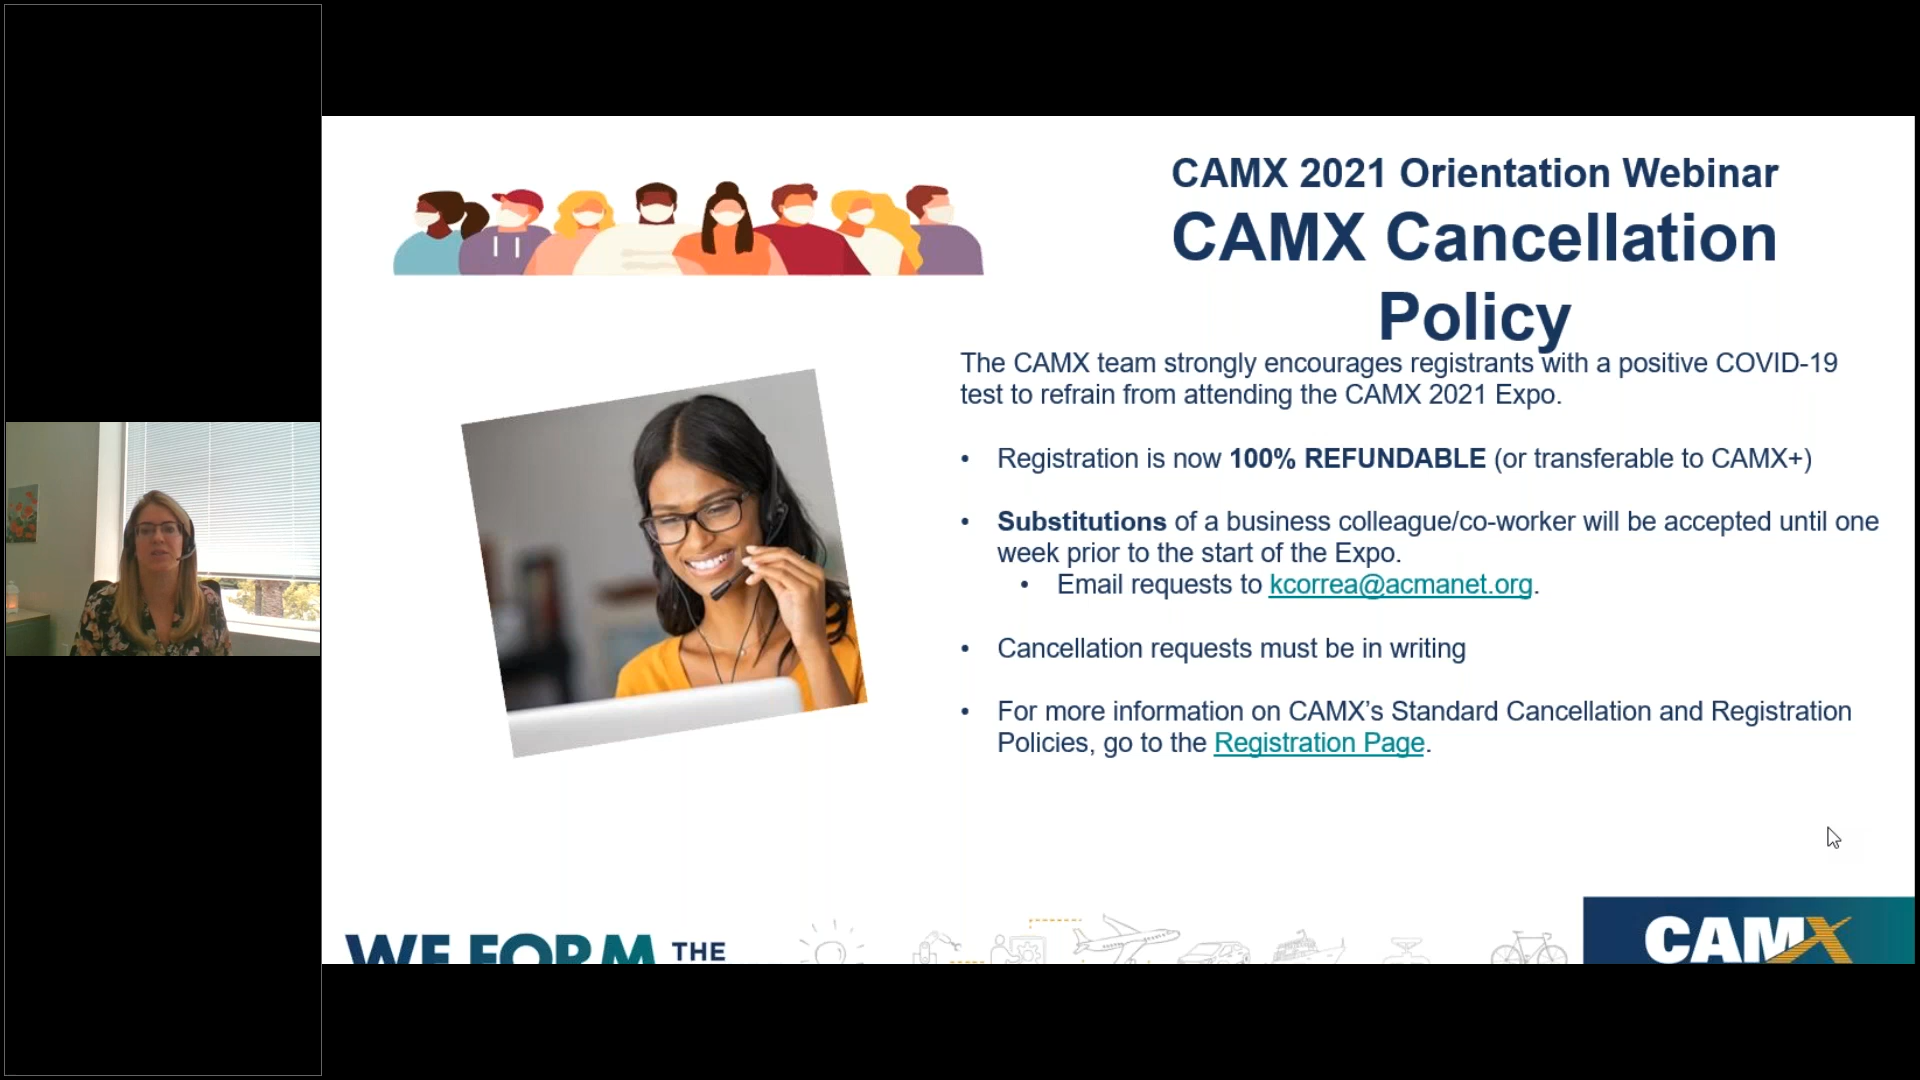 CAMX 2021 Orientation Webinar
CAMX Cancellation
Policy
The CAMX team strongly encourages registrants with a positive COVID-19
test to refrain from attending the CAMX 2021 Expo.
• Registration is now 100% REFUNDABLE (or transferable to CAMX+)
• Substitutions of a business colleague/co-worker will be accepted until one
week prior to the start of the Expo.
• Email requests to kcorrea@acmanet.org.
• Cancellation requests must be in writing
• For more information on CAMX’s Standard Cancellation and Registration
Policies, go to the Registration Page.
WE FORM THE
CAMX